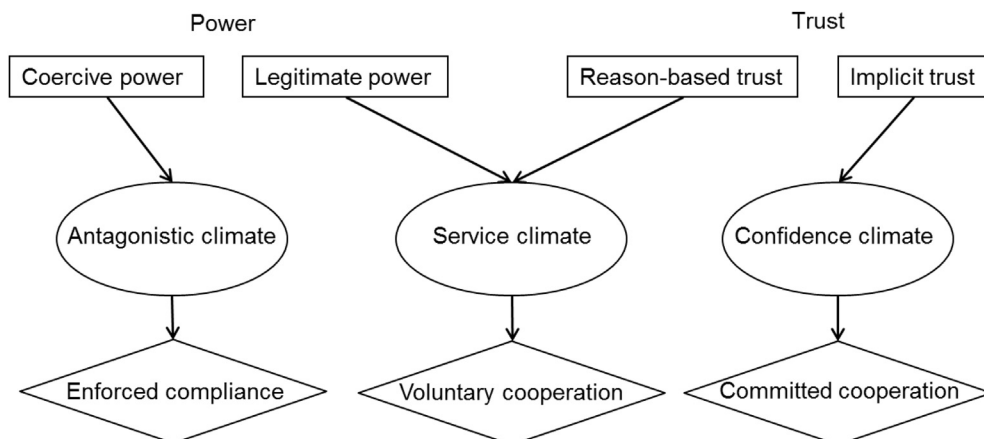 Power
Trust
Coercive power
Legitimate power
Reason-based trust
Implicit trust
Antagonistic climate
Service climate
Confidence climate
Enforced compliance
Voluntary cooperation
Committed cooperation